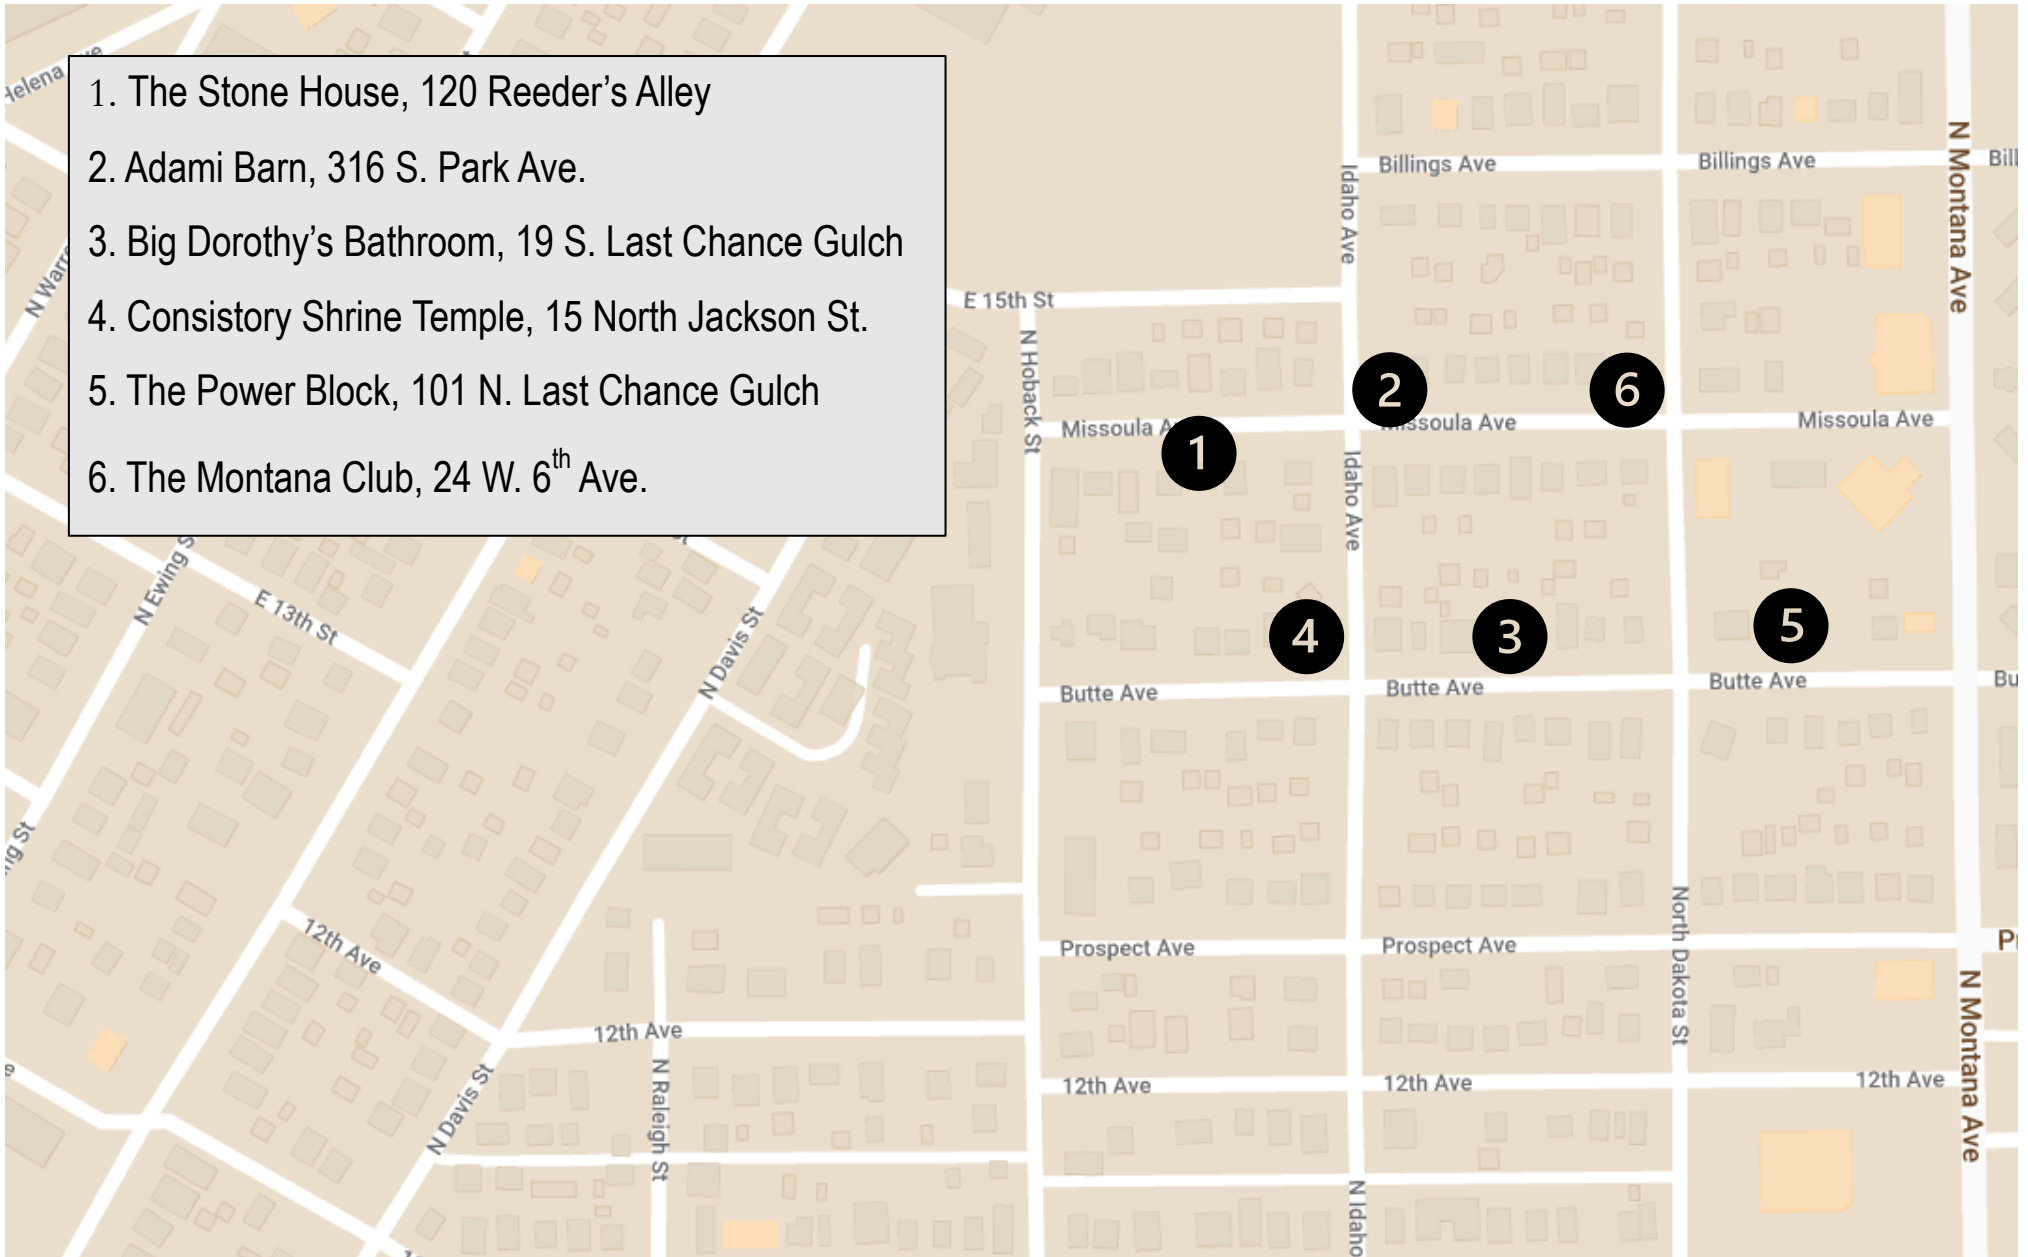 1. The Stone House, 120 Reeder’s Alley
2. Adami Barn, 316 S. Park Ave.
3. Big Dorothy’s Bathroom, 19 S. Last Chance Gulch
4. Consistory Shrine Temple, 15 North Jackson St.
5. The Power Block, 101 N. Last Chance Gulch
6. The Montana Club, 24 W. 6th Ave.
Helena
N Warr
N Ewing S
E 13th St
N Davis St
12th Ave
N Davis St
12th Ave
N Raleigh St
E 15th St
N Hoback St
Idaho Ave
Billings Ave
Billings Ave
Bill
N Montana Ave
Missoula A
1
2
issoula Ave
6
Missoula Ave
Idaho Ave
4
3
5
Butte Ave
Butte Ave
Butte Ave
Bu
Prospect Ave
Prospect Ave
North Dakota St
P
N Montana Ave
12th Ave
12th Ave
12th Ave
N Idaho